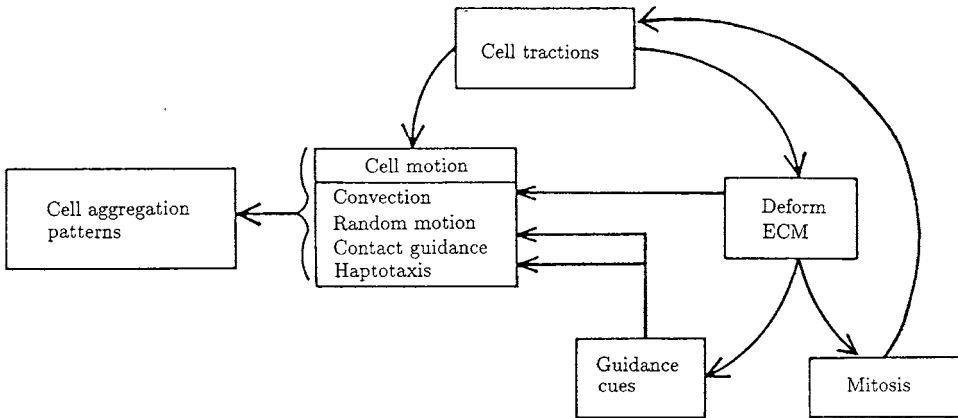 Cell tractions
Cell motion
Convection
Random motion
Contact guidance
Haptotaxis
Cell aggregation
patterns
Deform
ECM
Guidance
cues
Mitosis